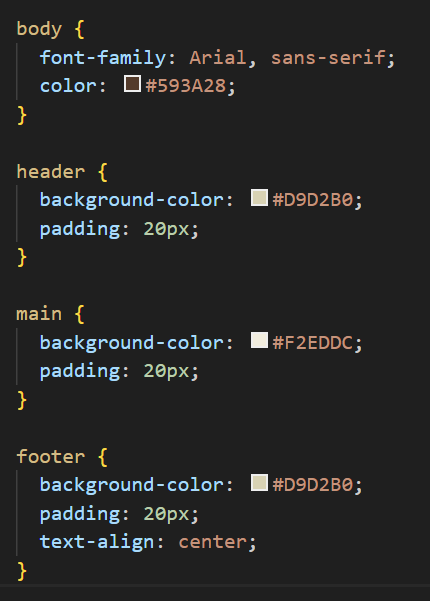 body {
  font-family: Arial, sans-serif;
  color: #593A28;
}
header {
  background-color: #D9D2B0;
  padding: 20px;
}
main {
  background-color: #F2EDDC;
  padding: 20px;
}
footer {
  background-color: #D9D2B0;
  padding: 20px;
  text-align: center;
}